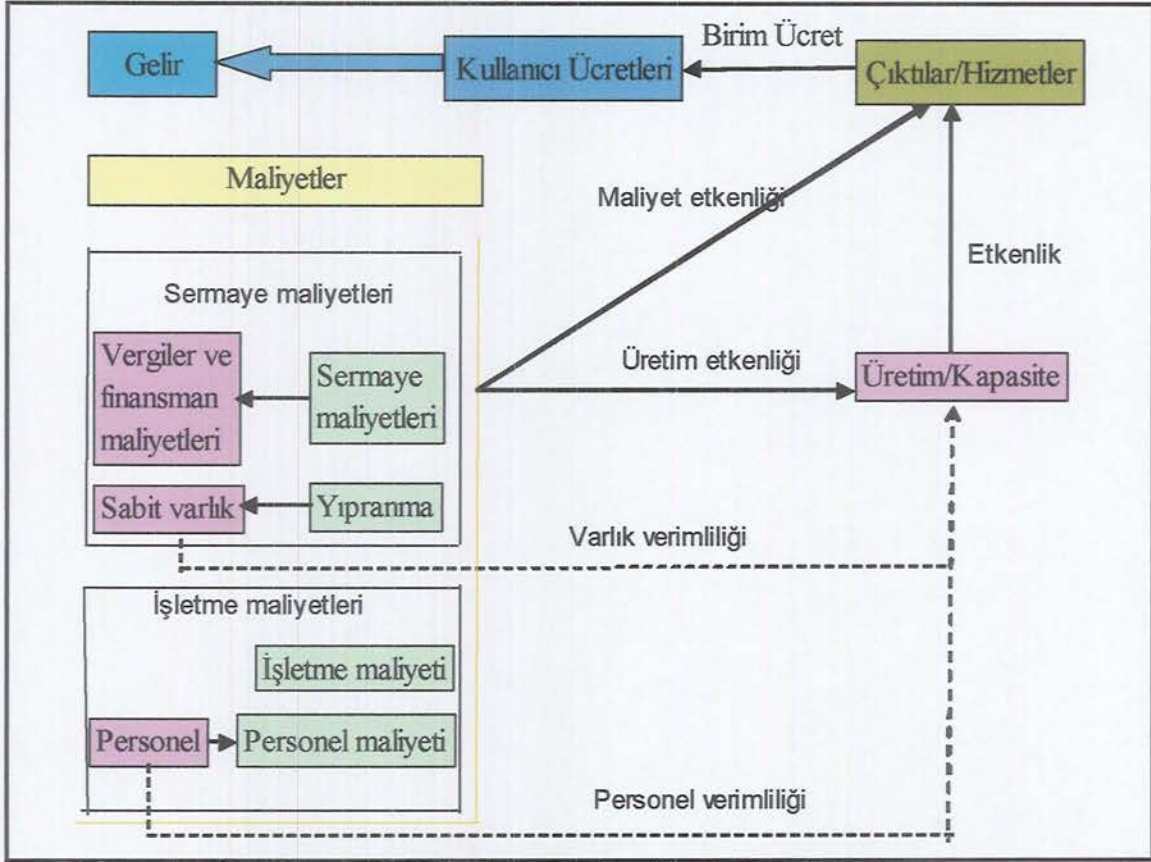 Birim Ücret
Gelir
Kullanıcı Ücretleri
Çıktılar/Hizmetler
Maliyetler
Maliyet etkenliği
Etkenlik
Sermaye maliyetleri
Vergiler ve
finansman
maliyetleri
Sermaye
maliyetleri
Üretim etkenliği
Üretim/Kapasite
Sabit varlık
Yıpranma
Varlık verimliliği
İşletme maliyetleri
İşletme maliyeti
Personel
Personel maliyeti
Personel verimliliği